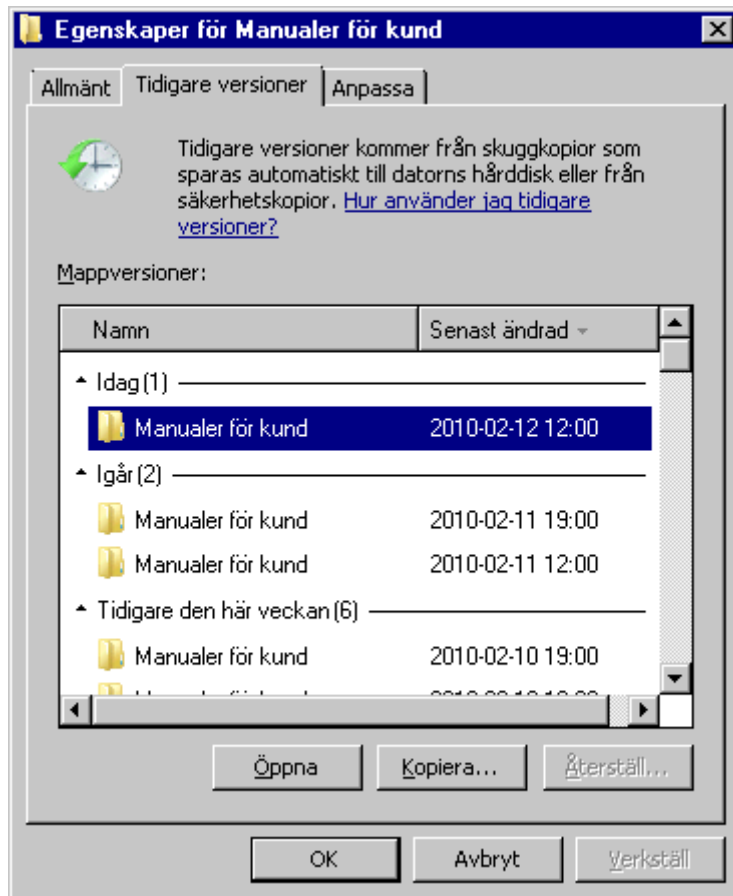 Egenskaper för Manualer för kund
Allmänt Tidigare versioner Anpassa
Tidigare versioner kommer från skuggkopior som
sparas automatiskt till datorns hårddisk eller från
säkerhetskopior. Hur använder jag tidigare
versioner?
Mappversioner:
Namn Senast ändrad
Idag (1)
Manualer för kund 2010-02-12 12:00
Igår (2)
Manualer för kund 2010-02-11 19:00
Manualer för kund 2010-02-11 12:00
Tidigare den här veckan (6)
Manualer för kund 2010-02-10 19:00
Öppna Kopiera... Återställ...
OK Avbryt Verkställ